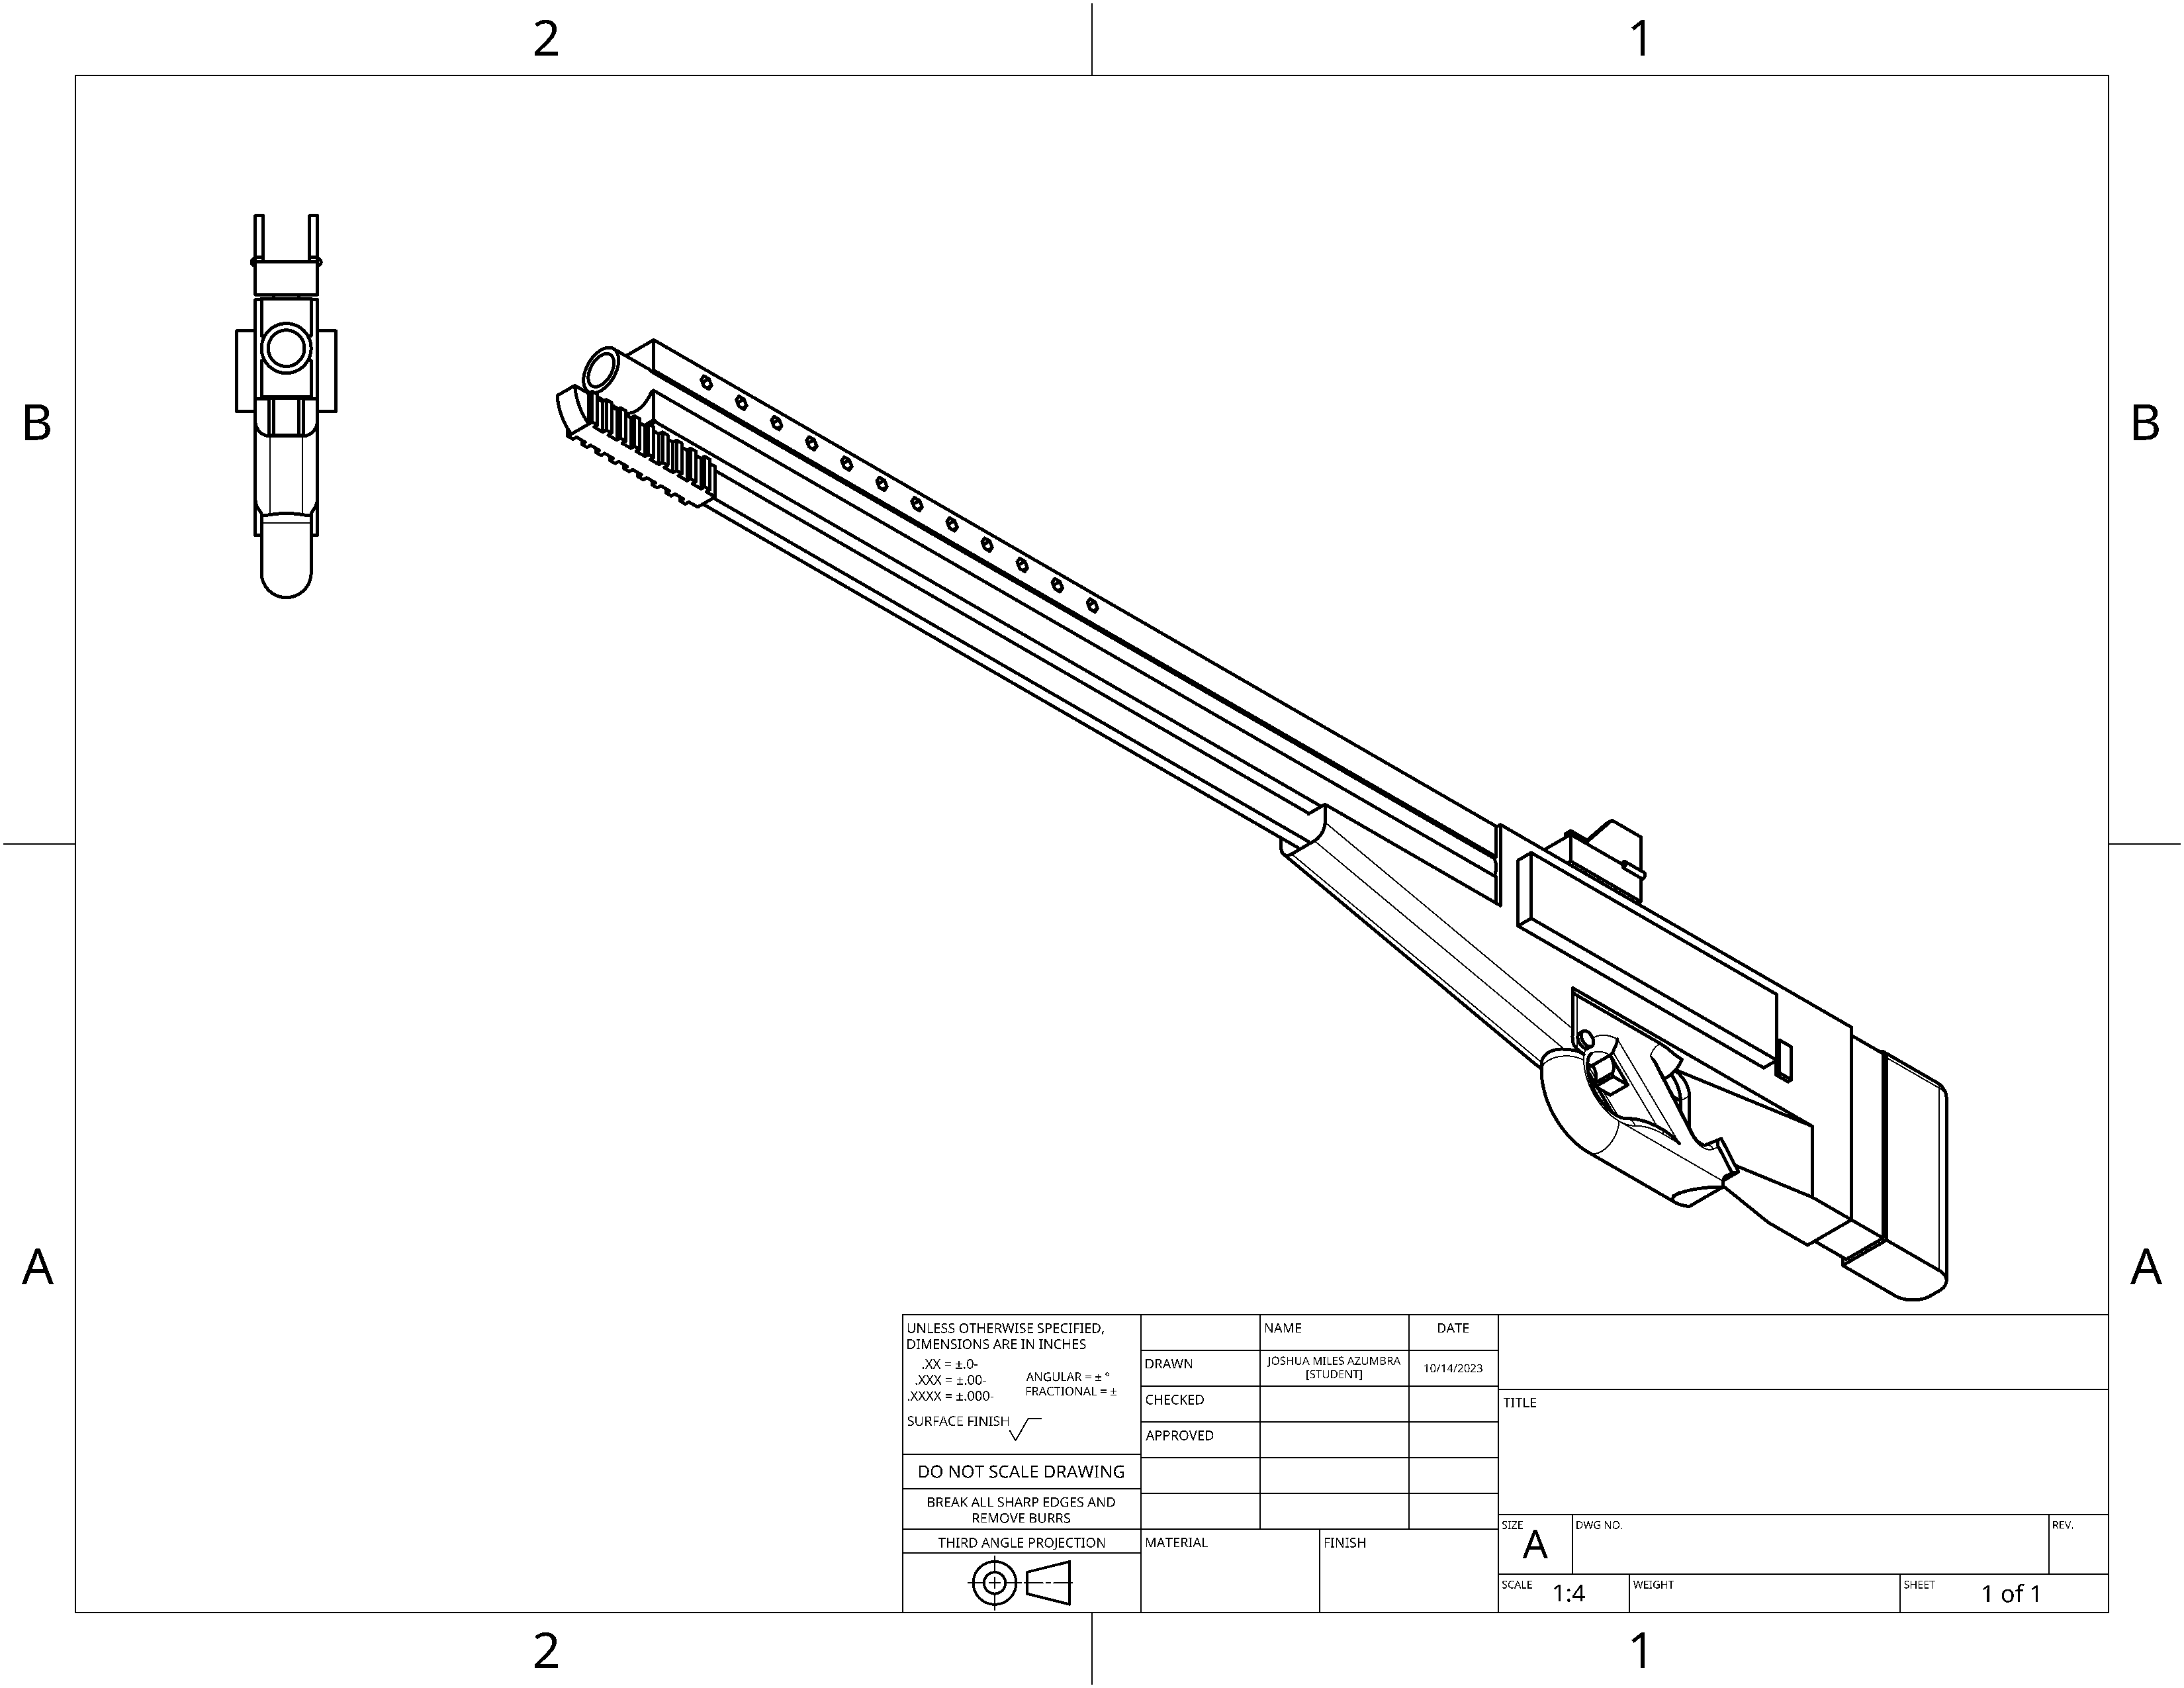 2 1
B B
A A
UNLESS OTHERWISE SPECIFIED,
DIMENSIONS ARE IN INCHES
.XX = ±.0-
.XXX = ±.00-
.XXXX = ±.000-
ANGULAR = ± °
FRACTIONAL = ±
SURFACE FINISH
DO NOT SCALE DRAWING
BREAK ALL SHARP EDGES AND
REMOVE BURRS
THIRD ANGLE PROJECTION
NAME DATE
DRAWN JOSHUA MILES AZUMBRA
[STUDENT] 10/14/2023
CHECKED
APPROVED
MATERIAL FINISH
TITLE
SIZE A DWG NO. REV.
SCALE 1:4 WEIGHT SHEET 1 of 1
2 1